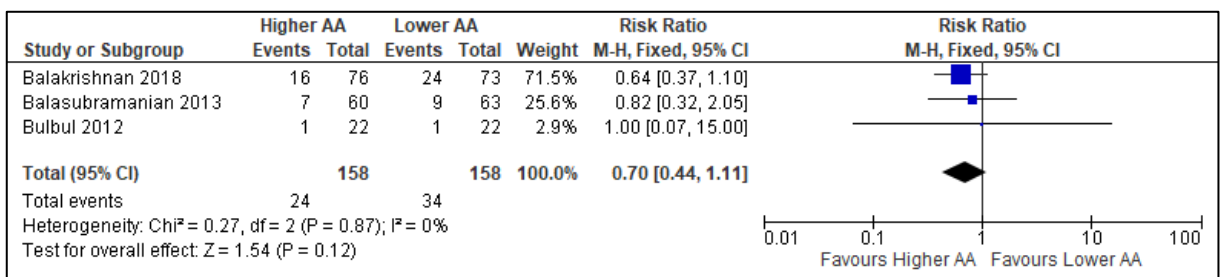 Higher AA Lower AA Risk Ratio Risk Ratio
Study or Subgroup Events Total Events Total Weight M-H, Fixed, 95% CI M-H, Fixed, 95% CI
Balakrishnan 2018 16 76 24 73 71.5% 0.64 [0.37, 1.10]
Balasubramanian 2013 7 60 9 63 25.6% 0.82 [0.32, 2.05]
Bulbul 2012 1 22 1 22 2.9% 1.00 [0.07, 15.00]
Total (95% CI) 158 158 100.0% 0.70 [0.44, 1.11]
Total events 24 34
Heterogeneity: Chi² = 0.27, df = 2 (P = 0.87); I² = 0%
Test for overall effect: Z = 1.54 (P = 0.12)
0.01 0.1 1 10 100
Favours Higher AA Favours Lower AA